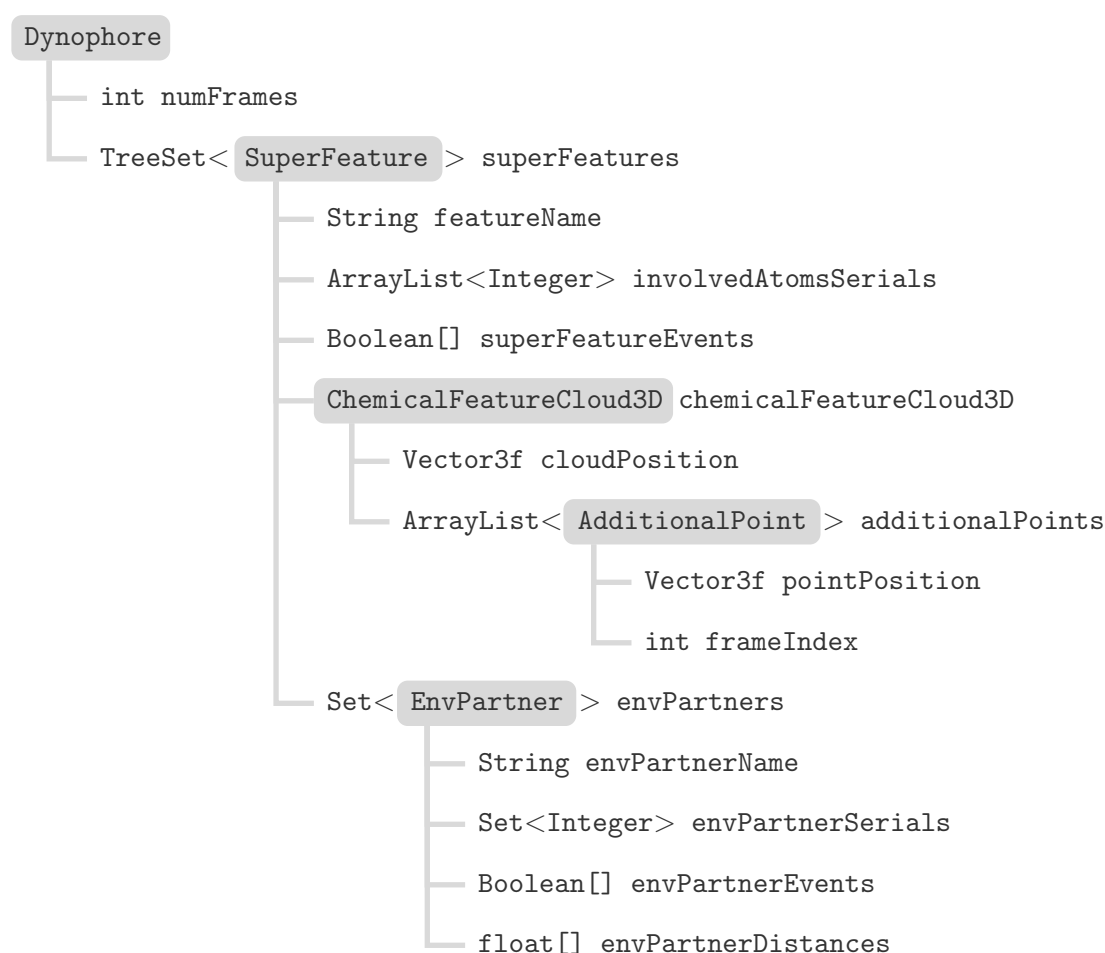 Dynophore
int numFrames
TreeSet<SuperFeature> superFeatures
String featureName
ArrayList<Integer> involvedAtomsSerials
Boolean[] superFeatureEvents
ChemicalFeatureCloud3D chemicalFeatureCloud3D
Vector3f cloudPosition
ArrayList<AdditionalPoint> additionalPoints
Vector3f pointPosition
int frameIndex
Set<EnvPartner> envPartners
String envPartnerName
Set<Integer> envPartnerSerials
Boolean[] envPartnerEvents
float[] envPartnerDistances